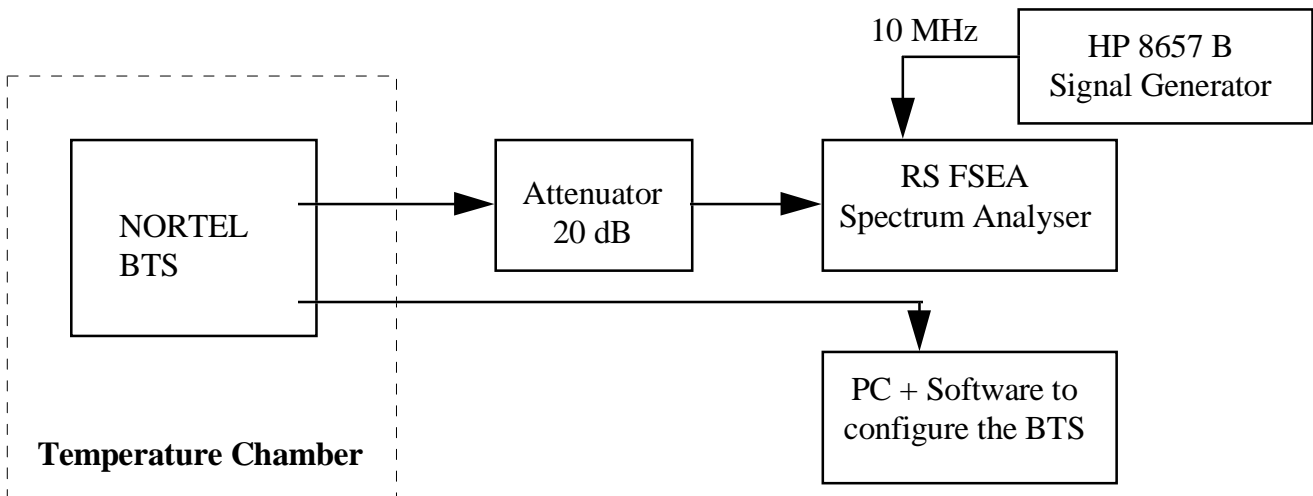 10 MHz
HP 8657 B
Signal Generator
NORTEL
BTS
Attenuator
20 dB
RS FSEA
Spectrum Analyser
PC + Software to
configure the BTS
Temperature Chamber